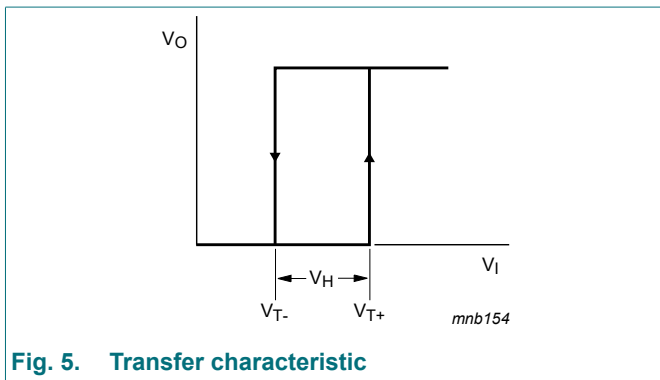 VO
VI
VH
VT-
VT+
mnb154
Fig. 5. Transfer characteristic